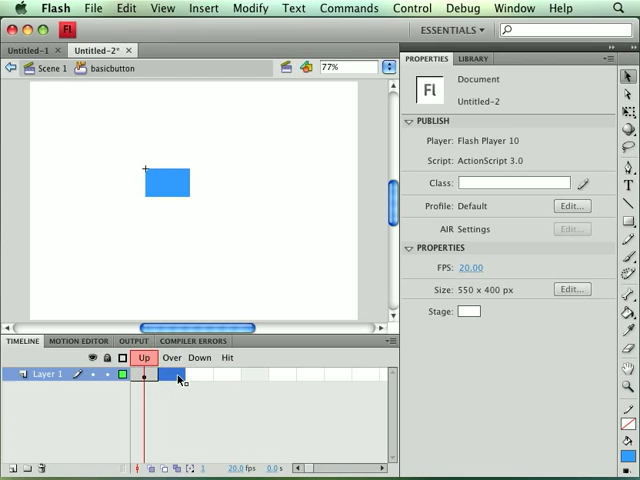 Flash File Edit View Insert Modify Text Commands Control Debug Window Help
Fl ESSENTIALS
Untitled-1 Untitled-2*
Scene 1 basicbutton 77%
PROPERTIES LIBRARY
Fl Document
Untitled-2
PUBLISH
Player: Flash Player 10
Script: ActionScript 3.0
Class:
Profile: Default Edit...
AIR Settings Edit...
PROPERTIES
FPS: 20.00
Size: 550 x 400 px Edit...
Stage:
TIMELINE MOTION EDITOR OUTPUT COMPILER ERRORS
Up Over Down Hit
Layer 1
1 20.0 fps 0.0 s